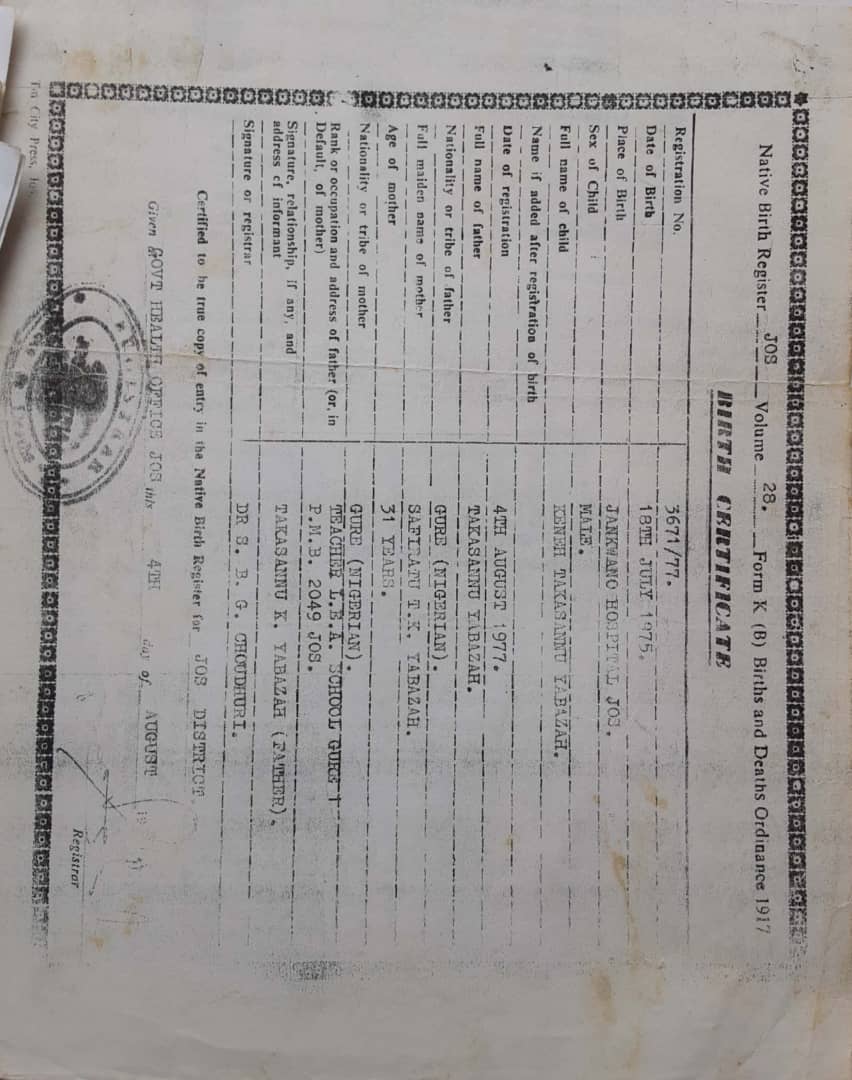 Native Birth Register JOS Volume 28. Form K (B) Births and Deaths Ordinance 1917
BIRTH CERTIFICATE
Registration No. 3671/77.
Date of Birth 18TH JULY 1975.
Place of Birth JANKWANO HOSPITAL JOS.
Sex of Child MALE.
Full name of child KENEH TAKASANNU YABAZAH.
Name if added after registration of birth
Date of registration 4TH AUGUST 1977.
Full name of father TAKASANNU YABAZAH.
Nationality or tribe of father GURE (NIGERIAN).
Full maiden name of mother SAFIRATU T.K. YABAZAH.
Age of mother 31 YEARS.
Nationality or tribe of mother GURE (NIGERIAN).
Rank or occupation and address of father (or, in TEACHER L.E.A. SCHOOL GURE 1
Default, of mother) P.M.B. 2049 JOS.
Signature, relationship, if any, and
address of informant TAKASANNU K. YABAZAH (FATHER).
Signature or registrar DR S. B. G. CHOUDHURI.
Certified to be true copy of entry in the Native Birth Register for JOS DISTRICT.
Given GOVT HEALTH OFFICE JOS this 4TH day of AUGUST 19
Registrar
City Press, Jos.